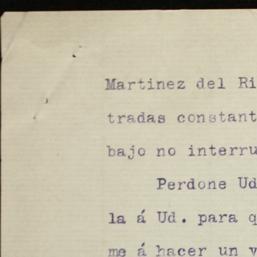 Martinez del Ri
tradas constant
bajo no interru
Perdone Ud
la á Ud. para q
me á hacer un v